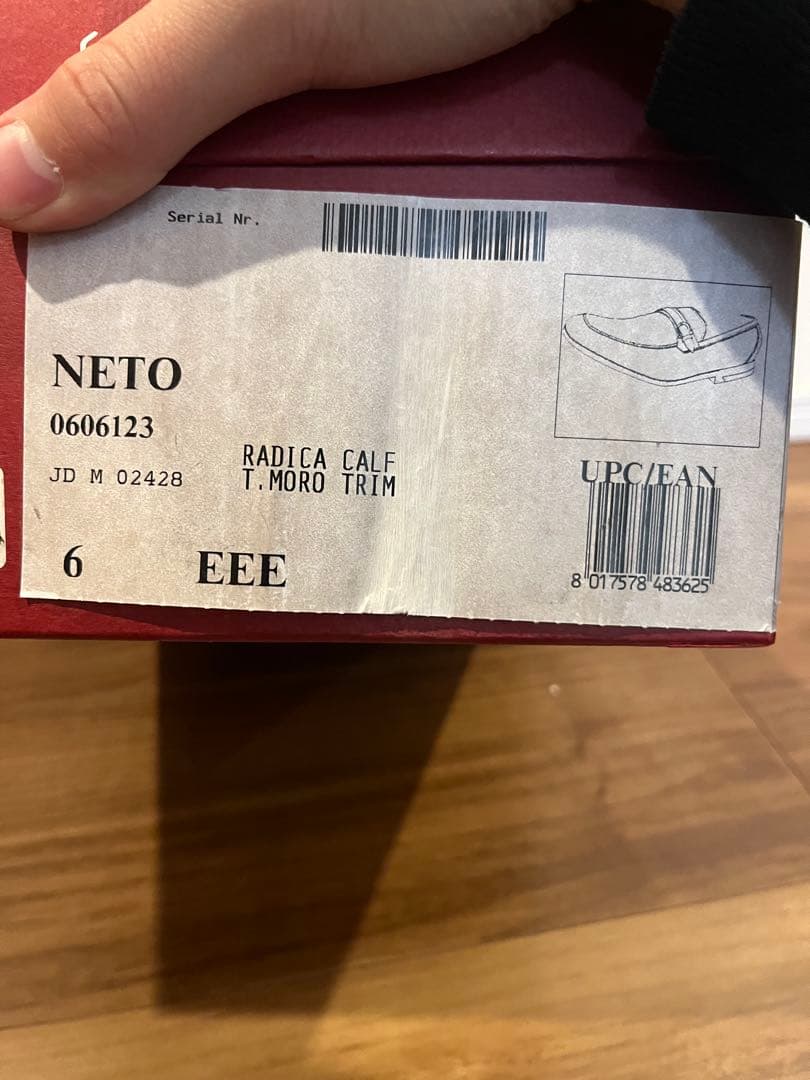 Serial Nr.
NETO
0606123
JD M 02428
RADICA CALF
T.MORO TRIM
6 EEE
UPC/EAN
8 017578 483625